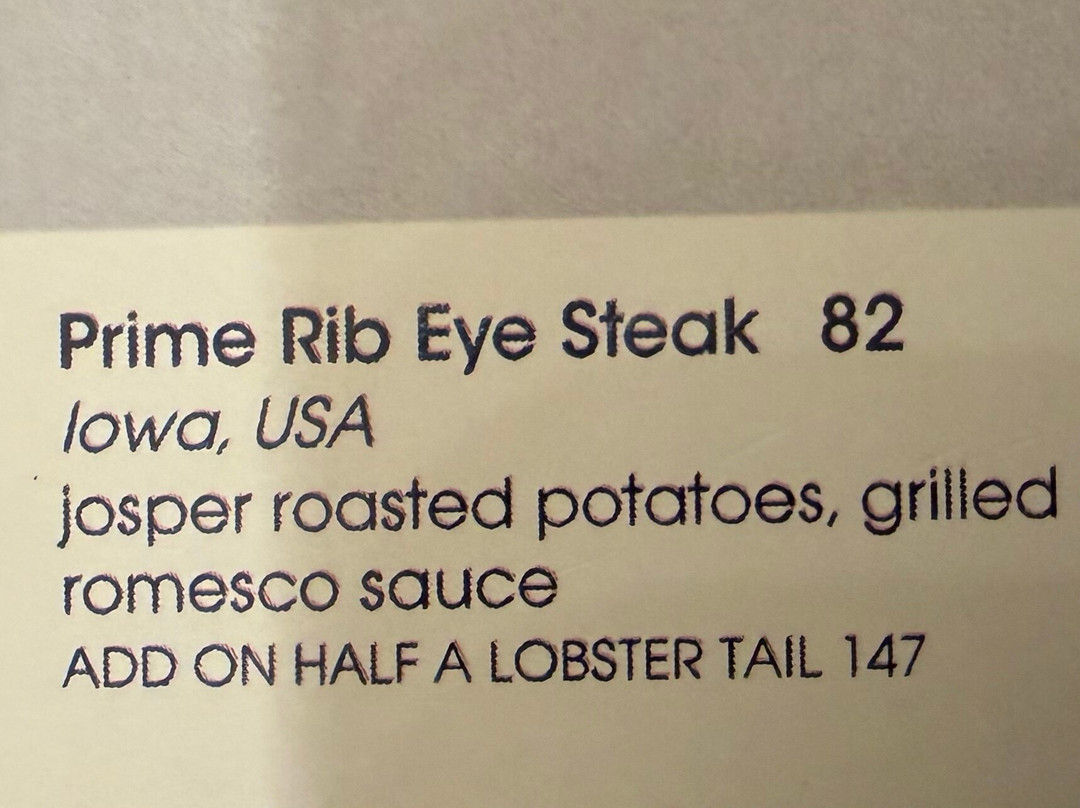 Prime Rib Eye Steak 82
Iowa, USA
josper roasted potatoes, grilled
romesco sauce
ADD ON HALF A LOBSTER TAIL 147